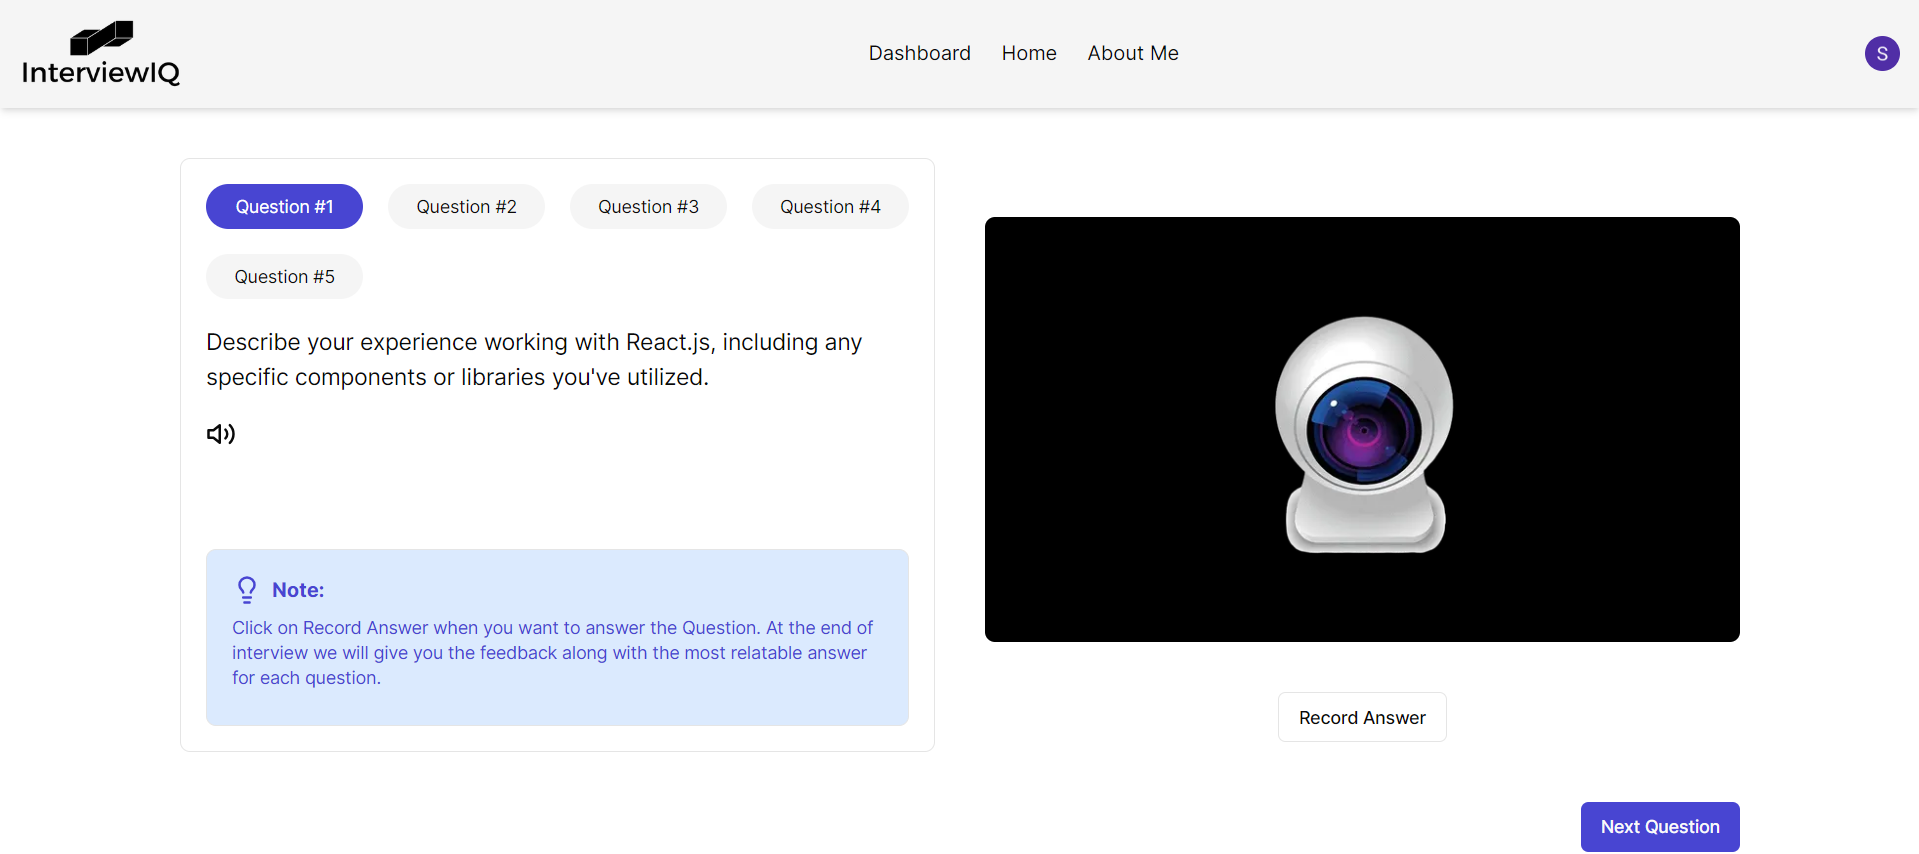 InterviewIQ
Dashboard Home About Me
S
Question #1 Question #2 Question #3 Question #4
Question #5
Describe your experience working with React.js, including any
specific components or libraries you've utilized.
Note:
Click on Record Answer when you want to answer the Question. At the end of
interview we will give you the feedback along with the most relatable answer
for each question.
Record Answer
Next Question